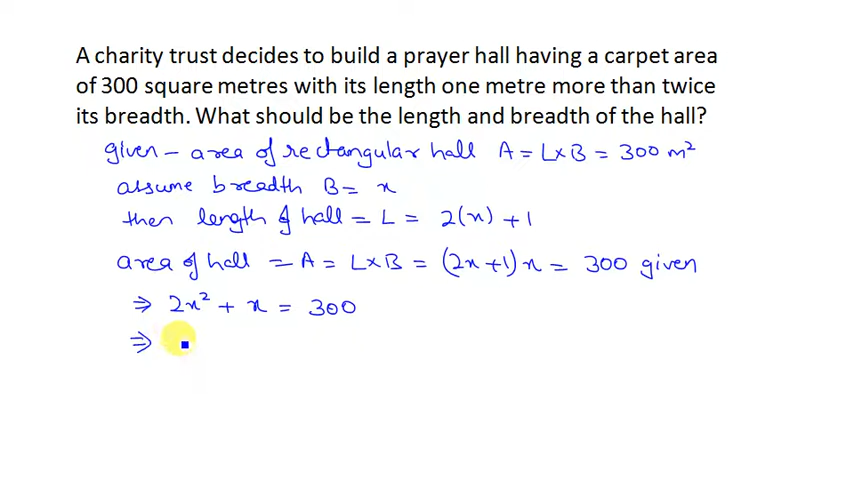 A charity trust decides to build a prayer hall having a carpet area
of 300 square metres with its length one metre more than twice
its breadth. What should be the length and breadth of the hall?
given - area of rectangular hall A = L×B = 300 m²
assume breadth B = x
then length of hall = L = 2(x) + 1
area of hall = A = L×B = (2x+1)x = 300 given
⇒ 2x² + x = 300
⇒